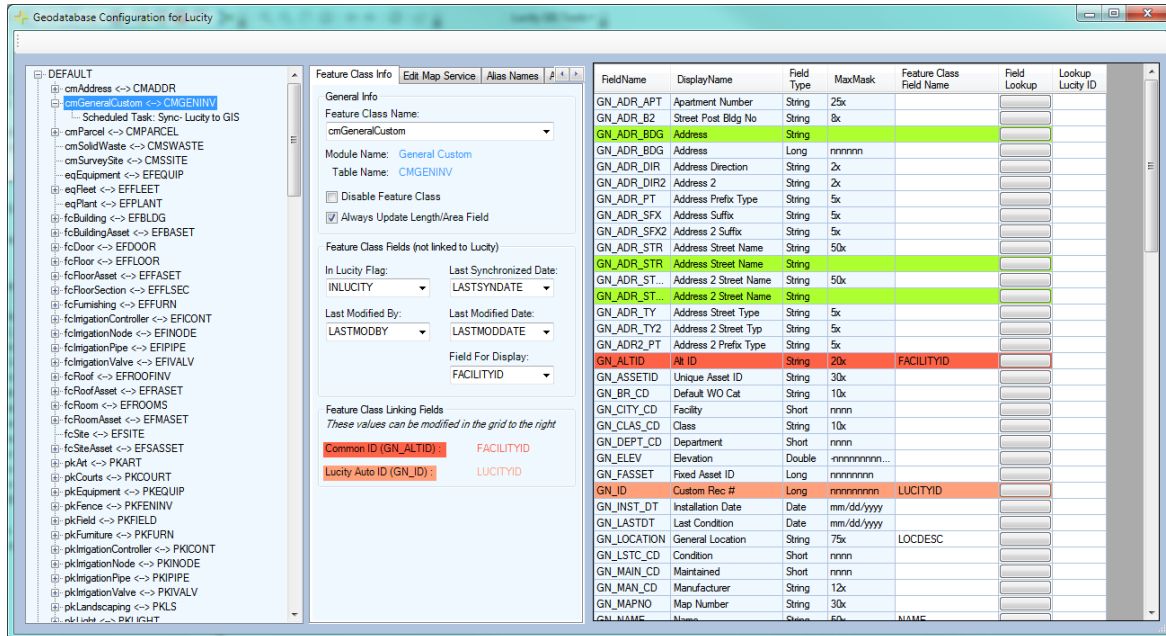 Geodatabase Configuration for Lucity
DEFAULT
cmAddress <--> CMADDR
cmGeneralCustom <--> CMGENINV
Scheduled Task: Sync- Lucity to GIS
cmParcel <--> CMPARCEL
cmSolidWaste <--> CMSWASTE
cmSurveySite <--> CMSSITE
eqEquipment <--> EFEQUIP
eqFleet <--> EFFLEET
eqPlant <--> EFPLANT
fcBuilding <--> EFBLDG
fcBuildingAsset <--> EFBASET
fcDoor <--> EFDOOR
fcFloor <--> EFFLOOR
fcFloorAsset <--> EFFASET
fcFloorSection <--> EFFLSEC
fcFurnishing <--> EFFURN
fcIrrigationController <--> EFICONT
fcIrrigationNode <--> EFINODE
fcIrrigationPipe <--> EFIPIPE
fcIrrigationValve <--> EFIVALV
fcRoof <--> EFROOFINV
fcRoofAsset <--> EFRASET
fcRoom <--> EFROOMS
fcRoomAsset <--> EFMASET
fcSite <--> EFSITE
fcSiteAsset <--> EFSASSET
pkArt <--> PKART
pkCourts <--> PKCOURT
pkEquipment <--> PKEQUIP
pkFence <--> PKFENINV
pkField <--> PKFIELD
pkFurniture <--> PKFURN
pkIrrigationController <--> PKICONT
pkIrrigationNode <--> PKINODE
pkIrrigationPipe <--> PKIPIPE
pkIrrigationValve <--> PKIVALV
pkLandscaping <--> PKLS
pkLight <--> PKLIGHT
Feature Class Info Edit Map Service Alias Names
General Info
Feature Class Name:
cmGeneralCustom
Module Name: General Custom
Table Name: CMGENINV
Disable Feature Class
Always Update Length/Area Field
Feature Class Fields (not linked to Lucity)
In Lucity Flag: Last Synchronized Date:
INLUCITY LASTSYNDATE
Last Modified By: Last Modified Date:
LASTMODBY LASTMODDATE
Field For Display:
FACILITYID
Feature Class Linking Fields
These values can be modified in the grid to the right
Common ID (GN_ALTID) : FACILITYID
Lucity Auto ID (GN_ID) : LUCITYID
FieldName DisplayName Field Type MaxMask Feature Class Field Name Field Lookup Lookup Lucity ID
GN_ADR_APT Apartment Number String 25x
GN_ADR_B2 Street Post Bldg No String 8x
GN_ADR_BDG Address String
GN_ADR_BDG Address Long nnnnnn
GN_ADR_DIR Address Direction String 2x
GN_ADR_DIR2 Address 2 String 2x
GN_ADR_PT Address Prefix Type String 5x
GN_ADR_SFX Address Suffix String 5x
GN_ADR_SFX2 Address 2 Suffix String 5x
GN_ADR_STR Address Street Name String 50x
GN_ADR_STR Address Street Name String
GN_ADR_ST... Address 2 Street Name String 50x
GN_ADR_ST... Address 2 Street Name String
GN_ADR_TY Address Street Type String 5x
GN_ADR_TY2 Address 2 Street Typ String 5x
GN_ADR2_PT Address 2 Prefix Type String 5x
GN_ALTID Alt ID String 20x FACILITYID
GN_ASSETID Unique Asset ID String 30x
GN_BR_CD Default WO Cat String 10x
GN_CITY_CD Facility Short nnnn
GN_CLAS_CD Class String 10x
GN_DEPT_CD Department Short nnnn
GN_ELEV Elevation Double -nnnnnnnnn...
GN_FASSET Fixed Asset ID Long nnnnnnnn
GN_ID Custom Rec # Long nnnnnnnnn LUCITYID
GN_INST_DT Installation Date Date mm/dd/yyyy
GN_LASTDT Last Condition Date mm/dd/yyyy
GN_LOCATION General Location String 75x LOCDESC
GN_LSTC_CD Condition Short nnnn
GN_MAIN_CD Maintained Short nnnn
GN_MAN_CD Manufacturer String 12x
GN_MAPNO Map Number String 30x
GN_NAME Name String 50x NAME